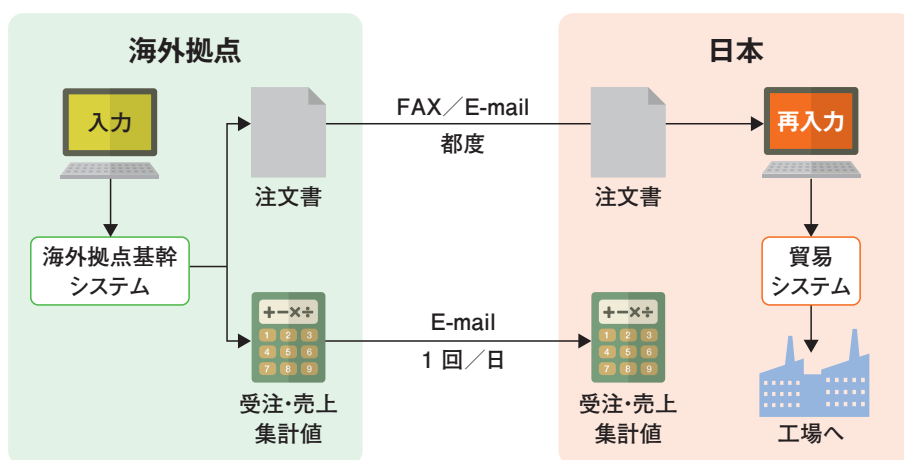 海外拠点
入力
注文書
海外拠点基幹
システム
+−×÷
1 2 3
4 5 6
7 8 9
受注・売上
集計値
FAX／E-mail
都度
E-mail
1 回／日
日本
注文書
再入力
貿易
システム
+−×÷
1 2 3
4 5 6
7 8 9
受注・売上
集計値
工場へ